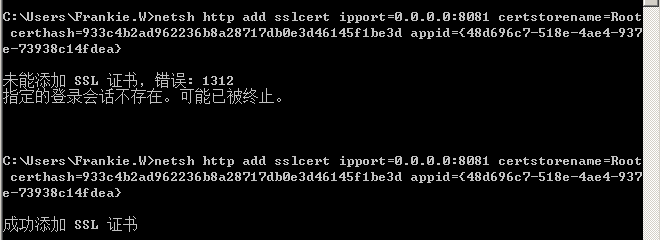 C:\Users\Frankie.W>netsh http add sslcert ipport=0.0.0.0:8081 certstorename=Root
certhash=933c4b2ad962236b8a28717db0e3d46145f1be3d appid={48d696c7-518e-4ae4-937
e-73938c14fdea}
未能添加 SSL 证书，错误: 1312
指定的登录会话不存在。可能已被终止。
C:\Users\Frankie.W>netsh http add sslcert ipport=0.0.0.0:8081 certstorename=Root
certhash=933c4b2ad962236b8a28717db0e3d46145f1be3d appid={48d696c7-518e-4ae4-937
e-73938c14fdea}
成功添加 SSL 证书